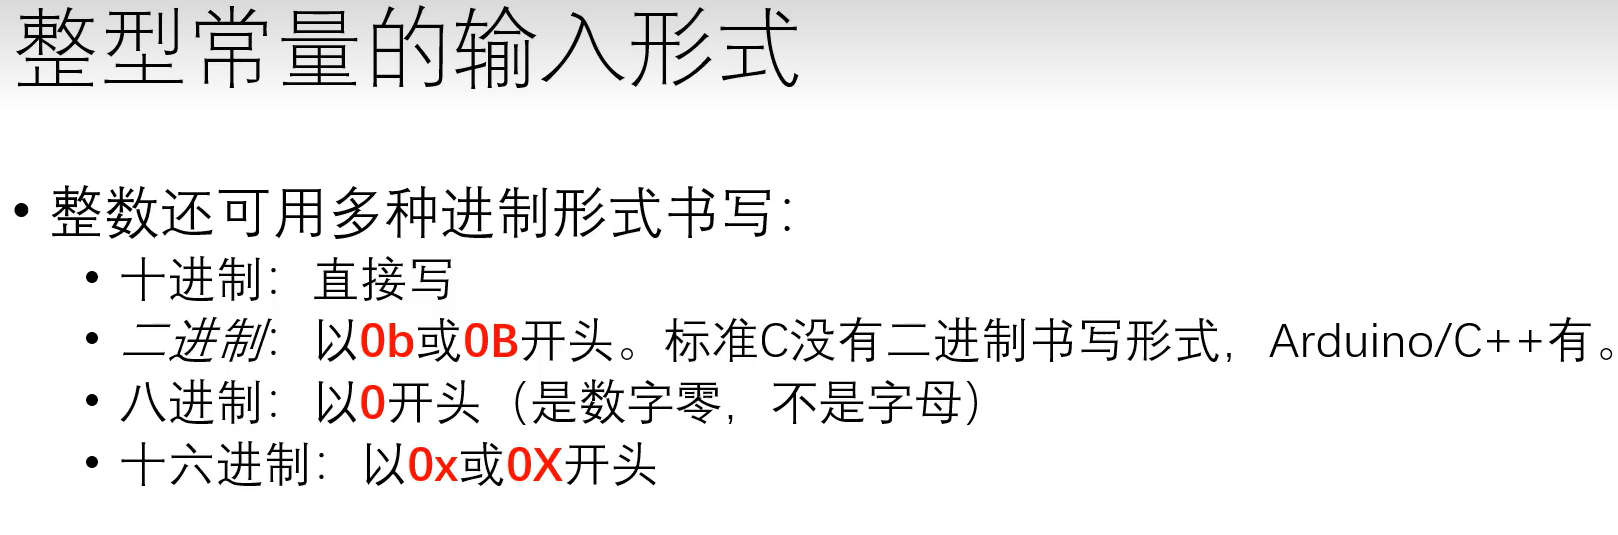 整型常量的输入形式
• 整数还可用多种进制形式书写：
• 十进制：直接写
• 二进制：以0b或0B开头。标准C没有二进制书写形式，Arduino/C++有。
• 八进制：以0开头（是数字零，不是字母）
• 十六进制：以0x或0X开头